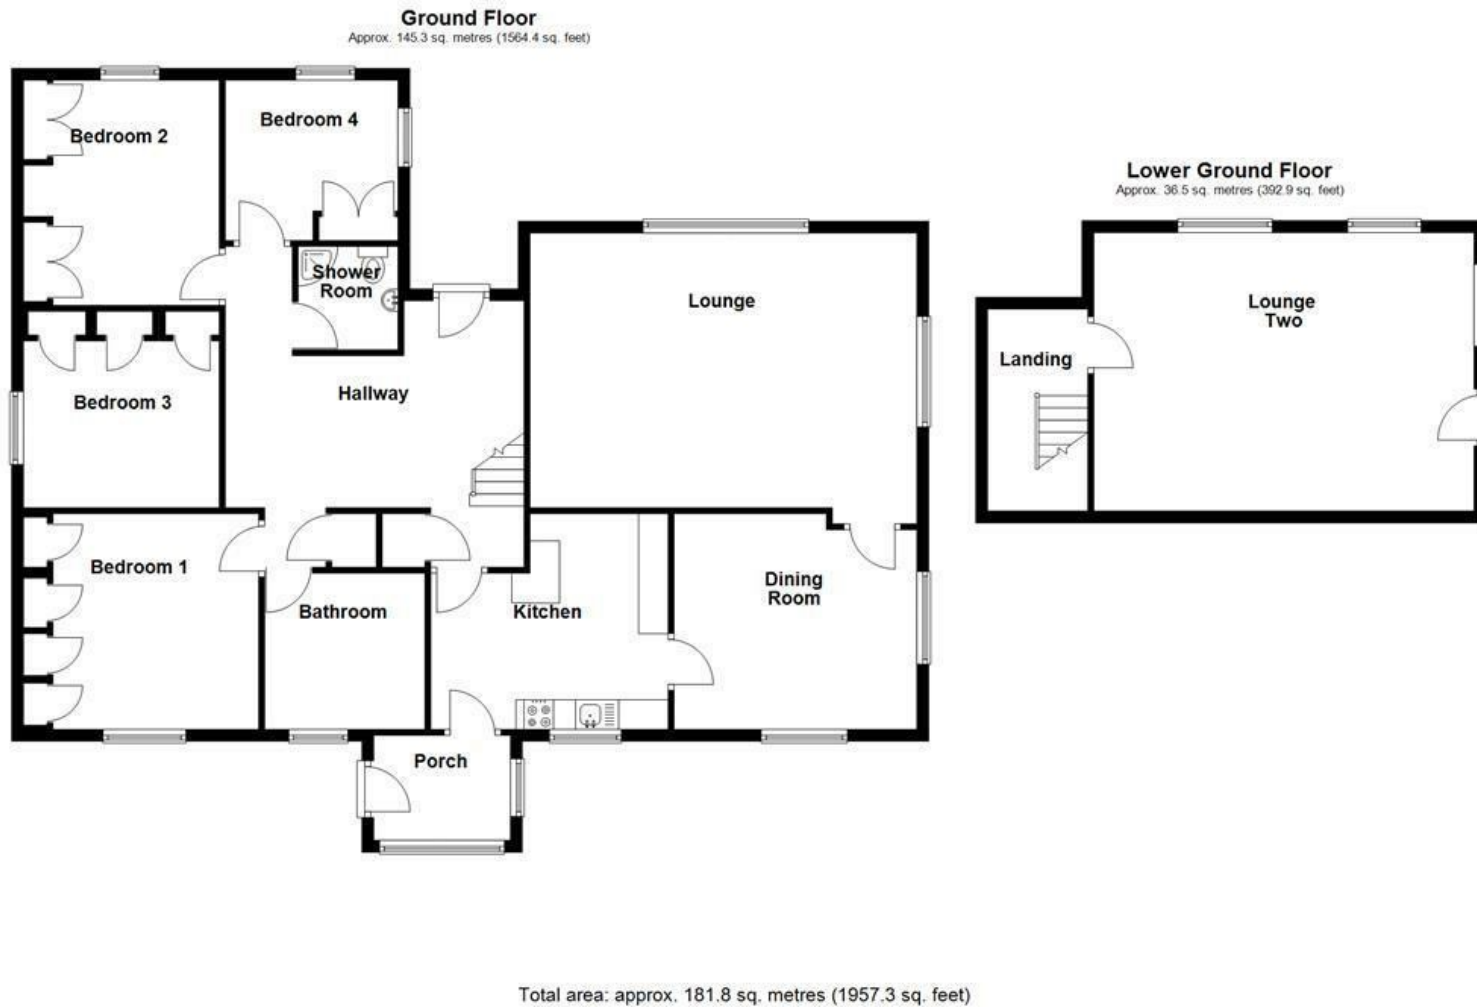 Ground Floor
Approx. 145.3 sq. metres (1564.4 sq. feet)
Bedroom 2
Bedroom 4
Shower
Room
Lounge
Hallway
Bedroom 3
Bedroom 1
Bathroom
Kitchen
Dining
Room
Porch
Lower Ground Floor
Approx. 36.5 sq. metres (392.9 sq. feet)
Lounge
Two
Landing
Total area: approx. 181.8 sq. metres (1957.3 sq. feet)